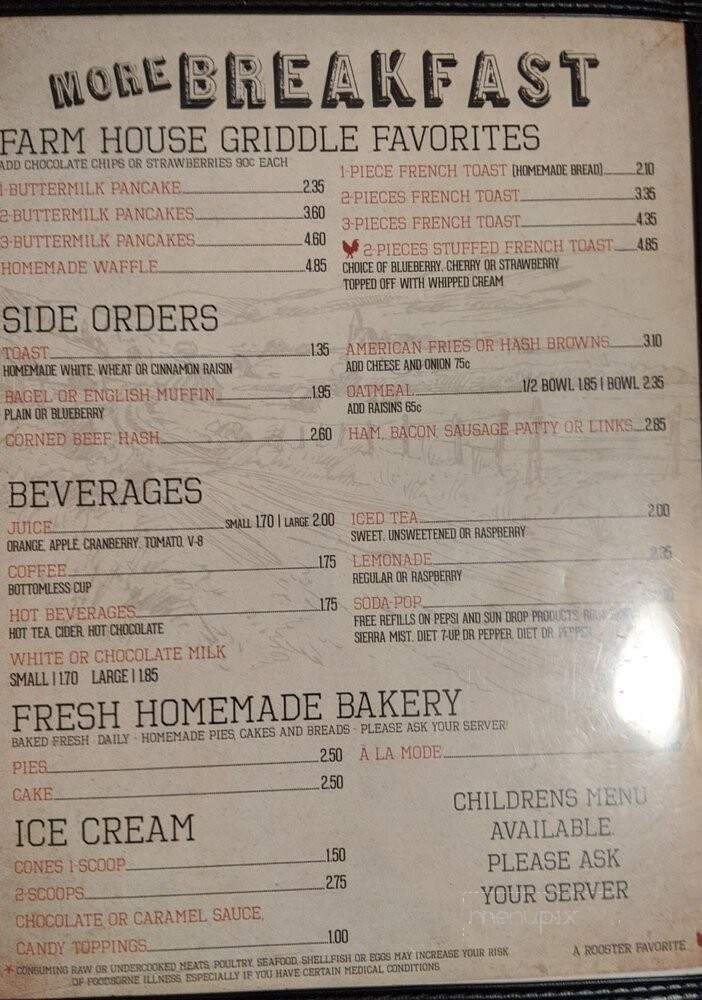 MORE BREAKFAST
FARM HOUSE GRIDDLE FAVORITES
ADD CHOCOLATE CHIPS OR STRAWBERRIES 90¢ EACH
1-BUTTERMILK PANCAKE 2.35
2-BUTTERMILK PANCAKES 3.60
3-BUTTERMILK PANCAKES 4.60
HOMEMADE WAFFLE 4.85
1-PIECE FRENCH TOAST (HOMEMADE BREAD) 2.10
2-PIECES FRENCH TOAST 3.35
3-PIECES FRENCH TOAST 4.35
2-PIECES STUFFED FRENCH TOAST 4.85
CHOICE OF BLUEBERRY, CHERRY OR STRAWBERRY
TOPPED OFF WITH WHIPPED CREAM
SIDE ORDERS
TOAST 1.35
HOMEMADE WHITE, WHEAT OR CINNAMON RAISIN
BAGEL OR ENGLISH MUFFIN 1.95
PLAIN OR BLUEBERRY
CORNED BEEF HASH 2.60
AMERICAN FRIES OR HASH BROWNS 3.10
ADD CHEESE AND ONION 75¢
OATMEAL 1/2 BOWL 1.85 | BOWL 2.35
ADD RAISINS 65¢
HAM, BACON, SAUSAGE PATTY OR LINKS 2.85
BEVERAGES
JUICE SMALL 1.70 | LARGE 2.00
ORANGE, APPLE, CRANBERRY, TOMATO, V-8
COFFEE 1.75
BOTTOMLESS CUP
HOT BEVERAGES 1.75
HOT TEA, CIDER, HOT CHOCOLATE
WHITE OR CHOCOLATE MILK
SMALL | 1.70 LARGE | 1.85
ICED TEA 2.00
SWEET, UNSWEETENED OR RASPBERRY
LEMONADE 2.35
REGULAR OR RASPBERRY
SODA-POP
FREE REFILLS ON PEPSI AND SUN DROP PRODUCTS,
SIERRA MIST, DIET 7-UP, DR PEPPER, DIET DR. PEPPER
FRESH HOMEMADE BAKERY
BAKED FRESH DAILY - HOMEMADE PIES, CAKES AND BREADS - PLEASE ASK YOUR SERVER!
PIES 2.50
CAKE 2.50
À LA MODE
ICE CREAM
CONES 1-SCOOP 1.50
2-SCOOPS 2.75
CHOCOLATE OR CARAMEL SAUCE,
CANDY TOPPINGS 1.00
CHILDRENS MENU
AVAILABLE.
PLEASE ASK
YOUR SERVER
menupix
A ROOSTER FAVORITE
* CONSUMING RAW OR UNDERCOOKED MEATS, POULTRY, SEAFOOD, SHELLFISH OR EGGS MAY INCREASE YOUR RISK
OF FOODBORNE ILLNESS, ESPECIALLY IF YOU HAVE CERTAIN MEDICAL CONDITIONS